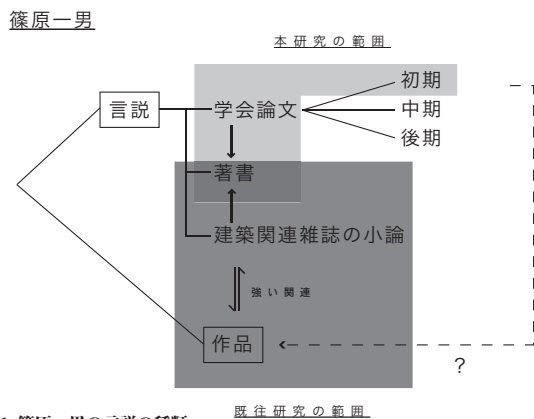 篠原一男
本研究の範囲
初期
言説
学会論文
中期
後期
著書
建築関連雑誌の小論
強い関連
作品
?
既往研究の範囲